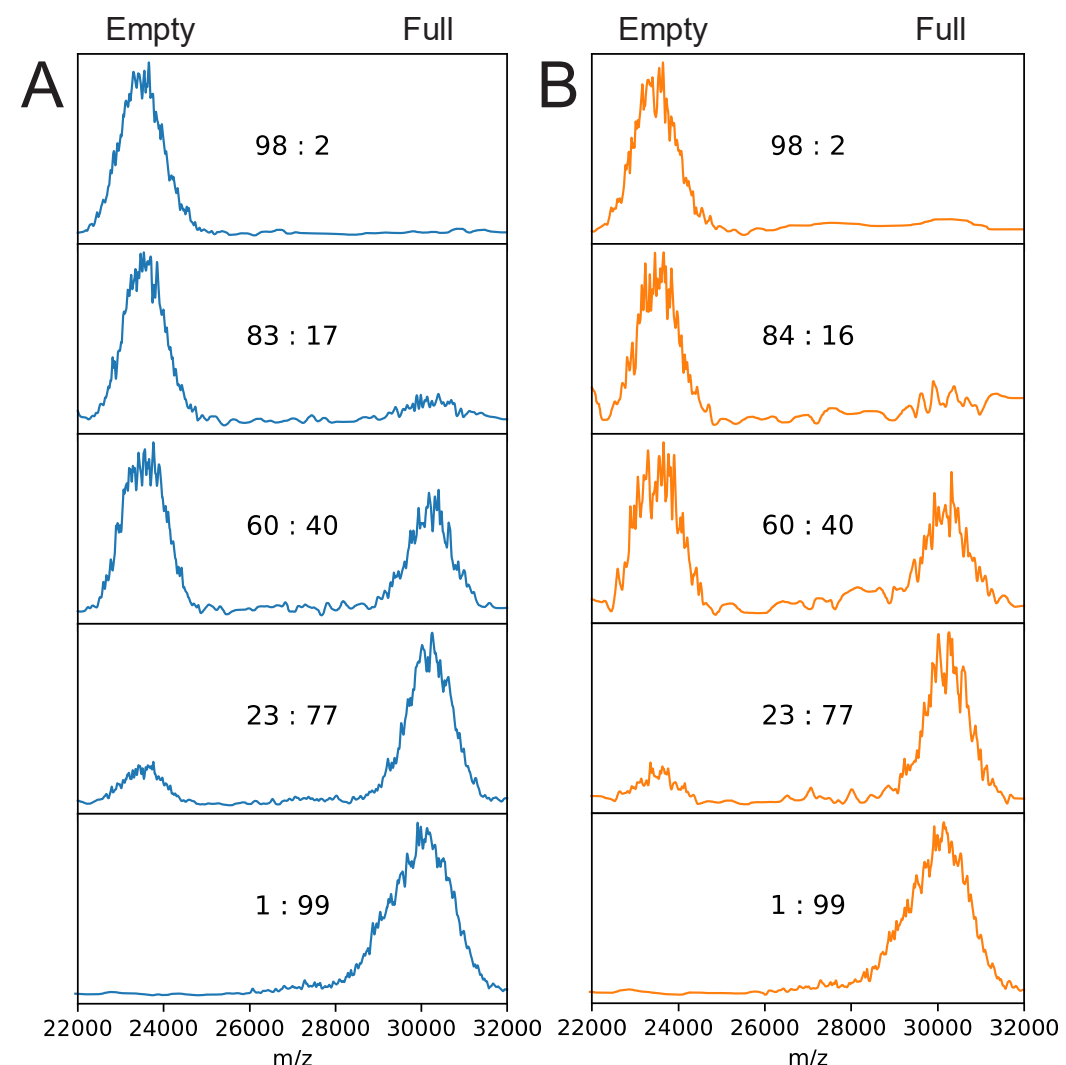 Empty Full Empty Full
A B
98 : 2 98 : 2
83 : 17 84 : 16
60 : 40 60 : 40
23 : 77 23 : 77
1 : 99 1 : 99
22000 24000 26000 28000 30000 32000 22000 24000 26000 28000 30000 32000
m/z m/z